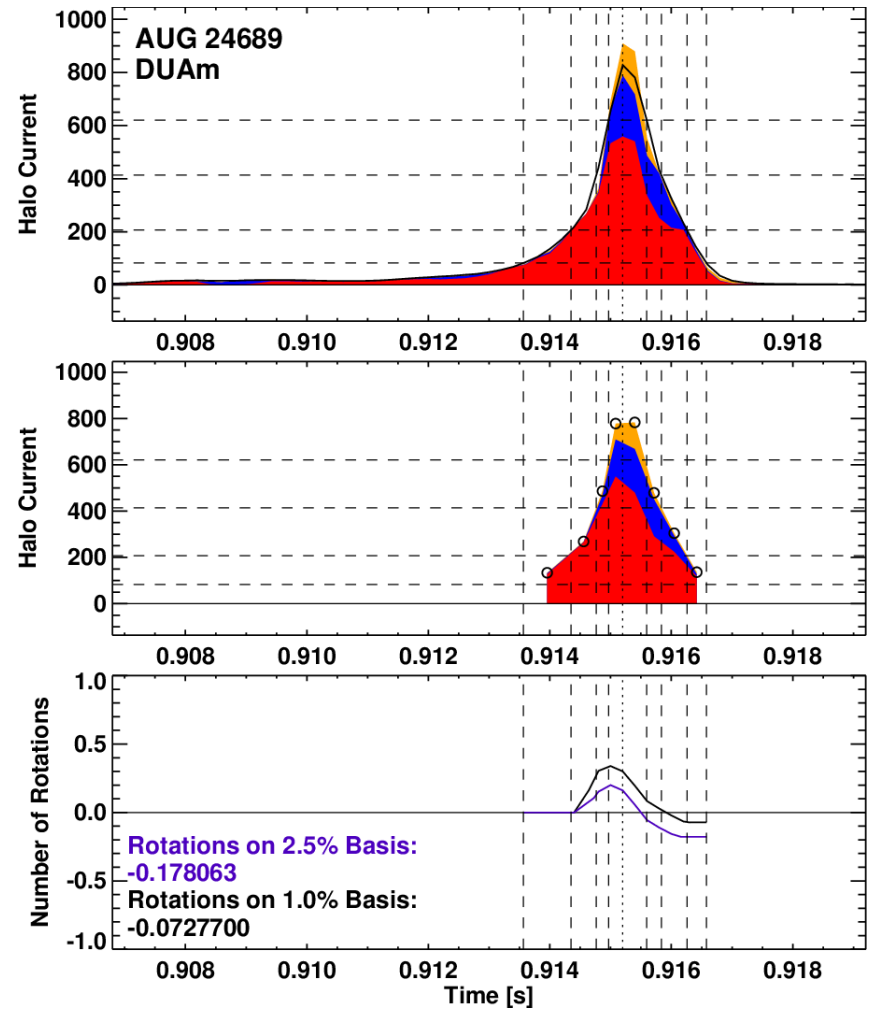 1000
AUG 24689
DUAm
800
600
400
200
0
Halo Current
0.908 0.910 0.912 0.914 0.916 0.918
1000
800
600
400
200
0
Halo Current
0.908 0.910 0.912 0.914 0.916 0.918
1.0
0.5
0.0
-0.5
-1.0
Number of Rotations
Rotations on 2.5% Basis:
-0.178063
Rotations on 1.0% Basis:
-0.0727700
0.908 0.910 0.912 0.914 0.916 0.918
Time [s]